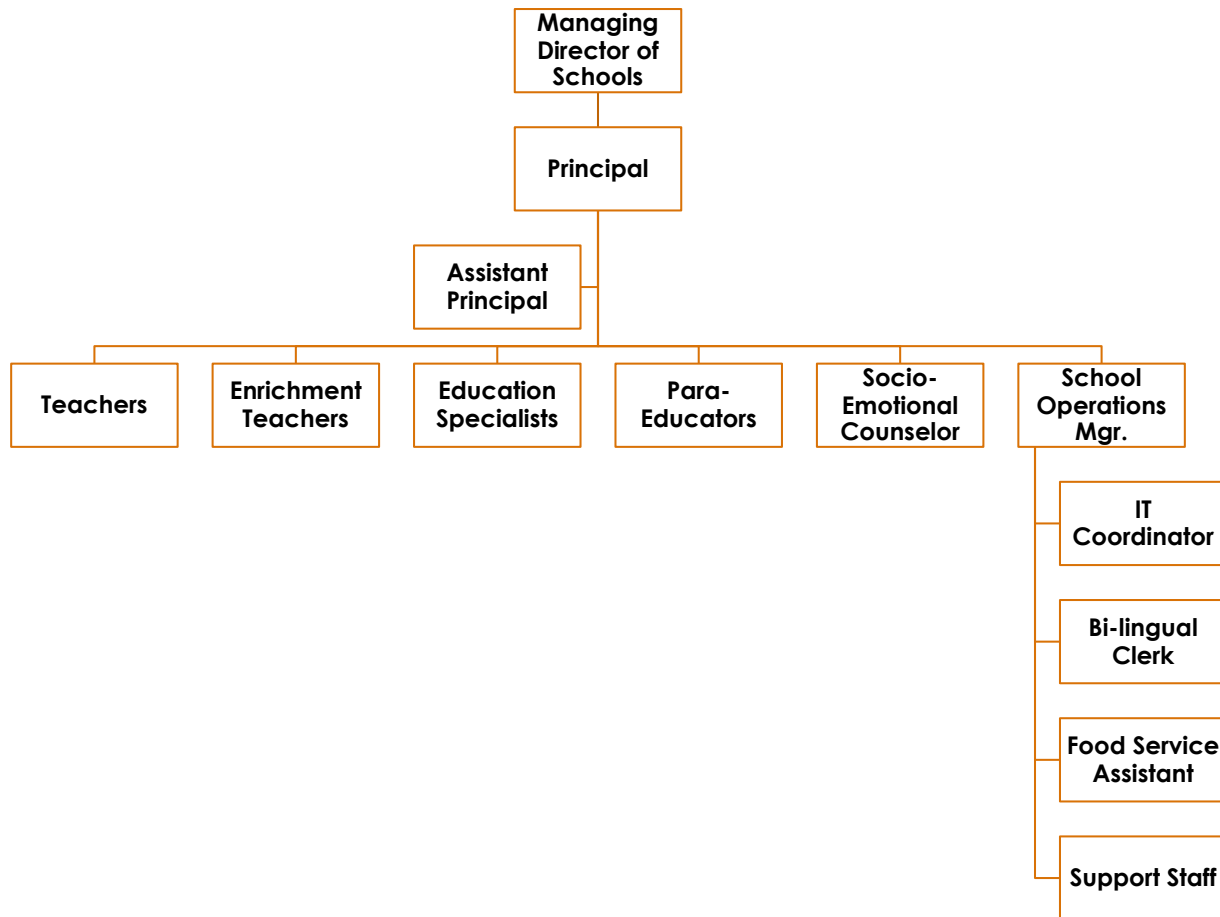 Managing
Director of
Schools
Principal
Assistant
Principal
Teachers
Enrichment
Teachers
Education
Specialists
Para-
Educators
Socio-
Emotional
Counselor
School
Operations
Mgr.
IT
Coordinator
Bi-lingual
Clerk
Food Service
Assistant
Support Staff